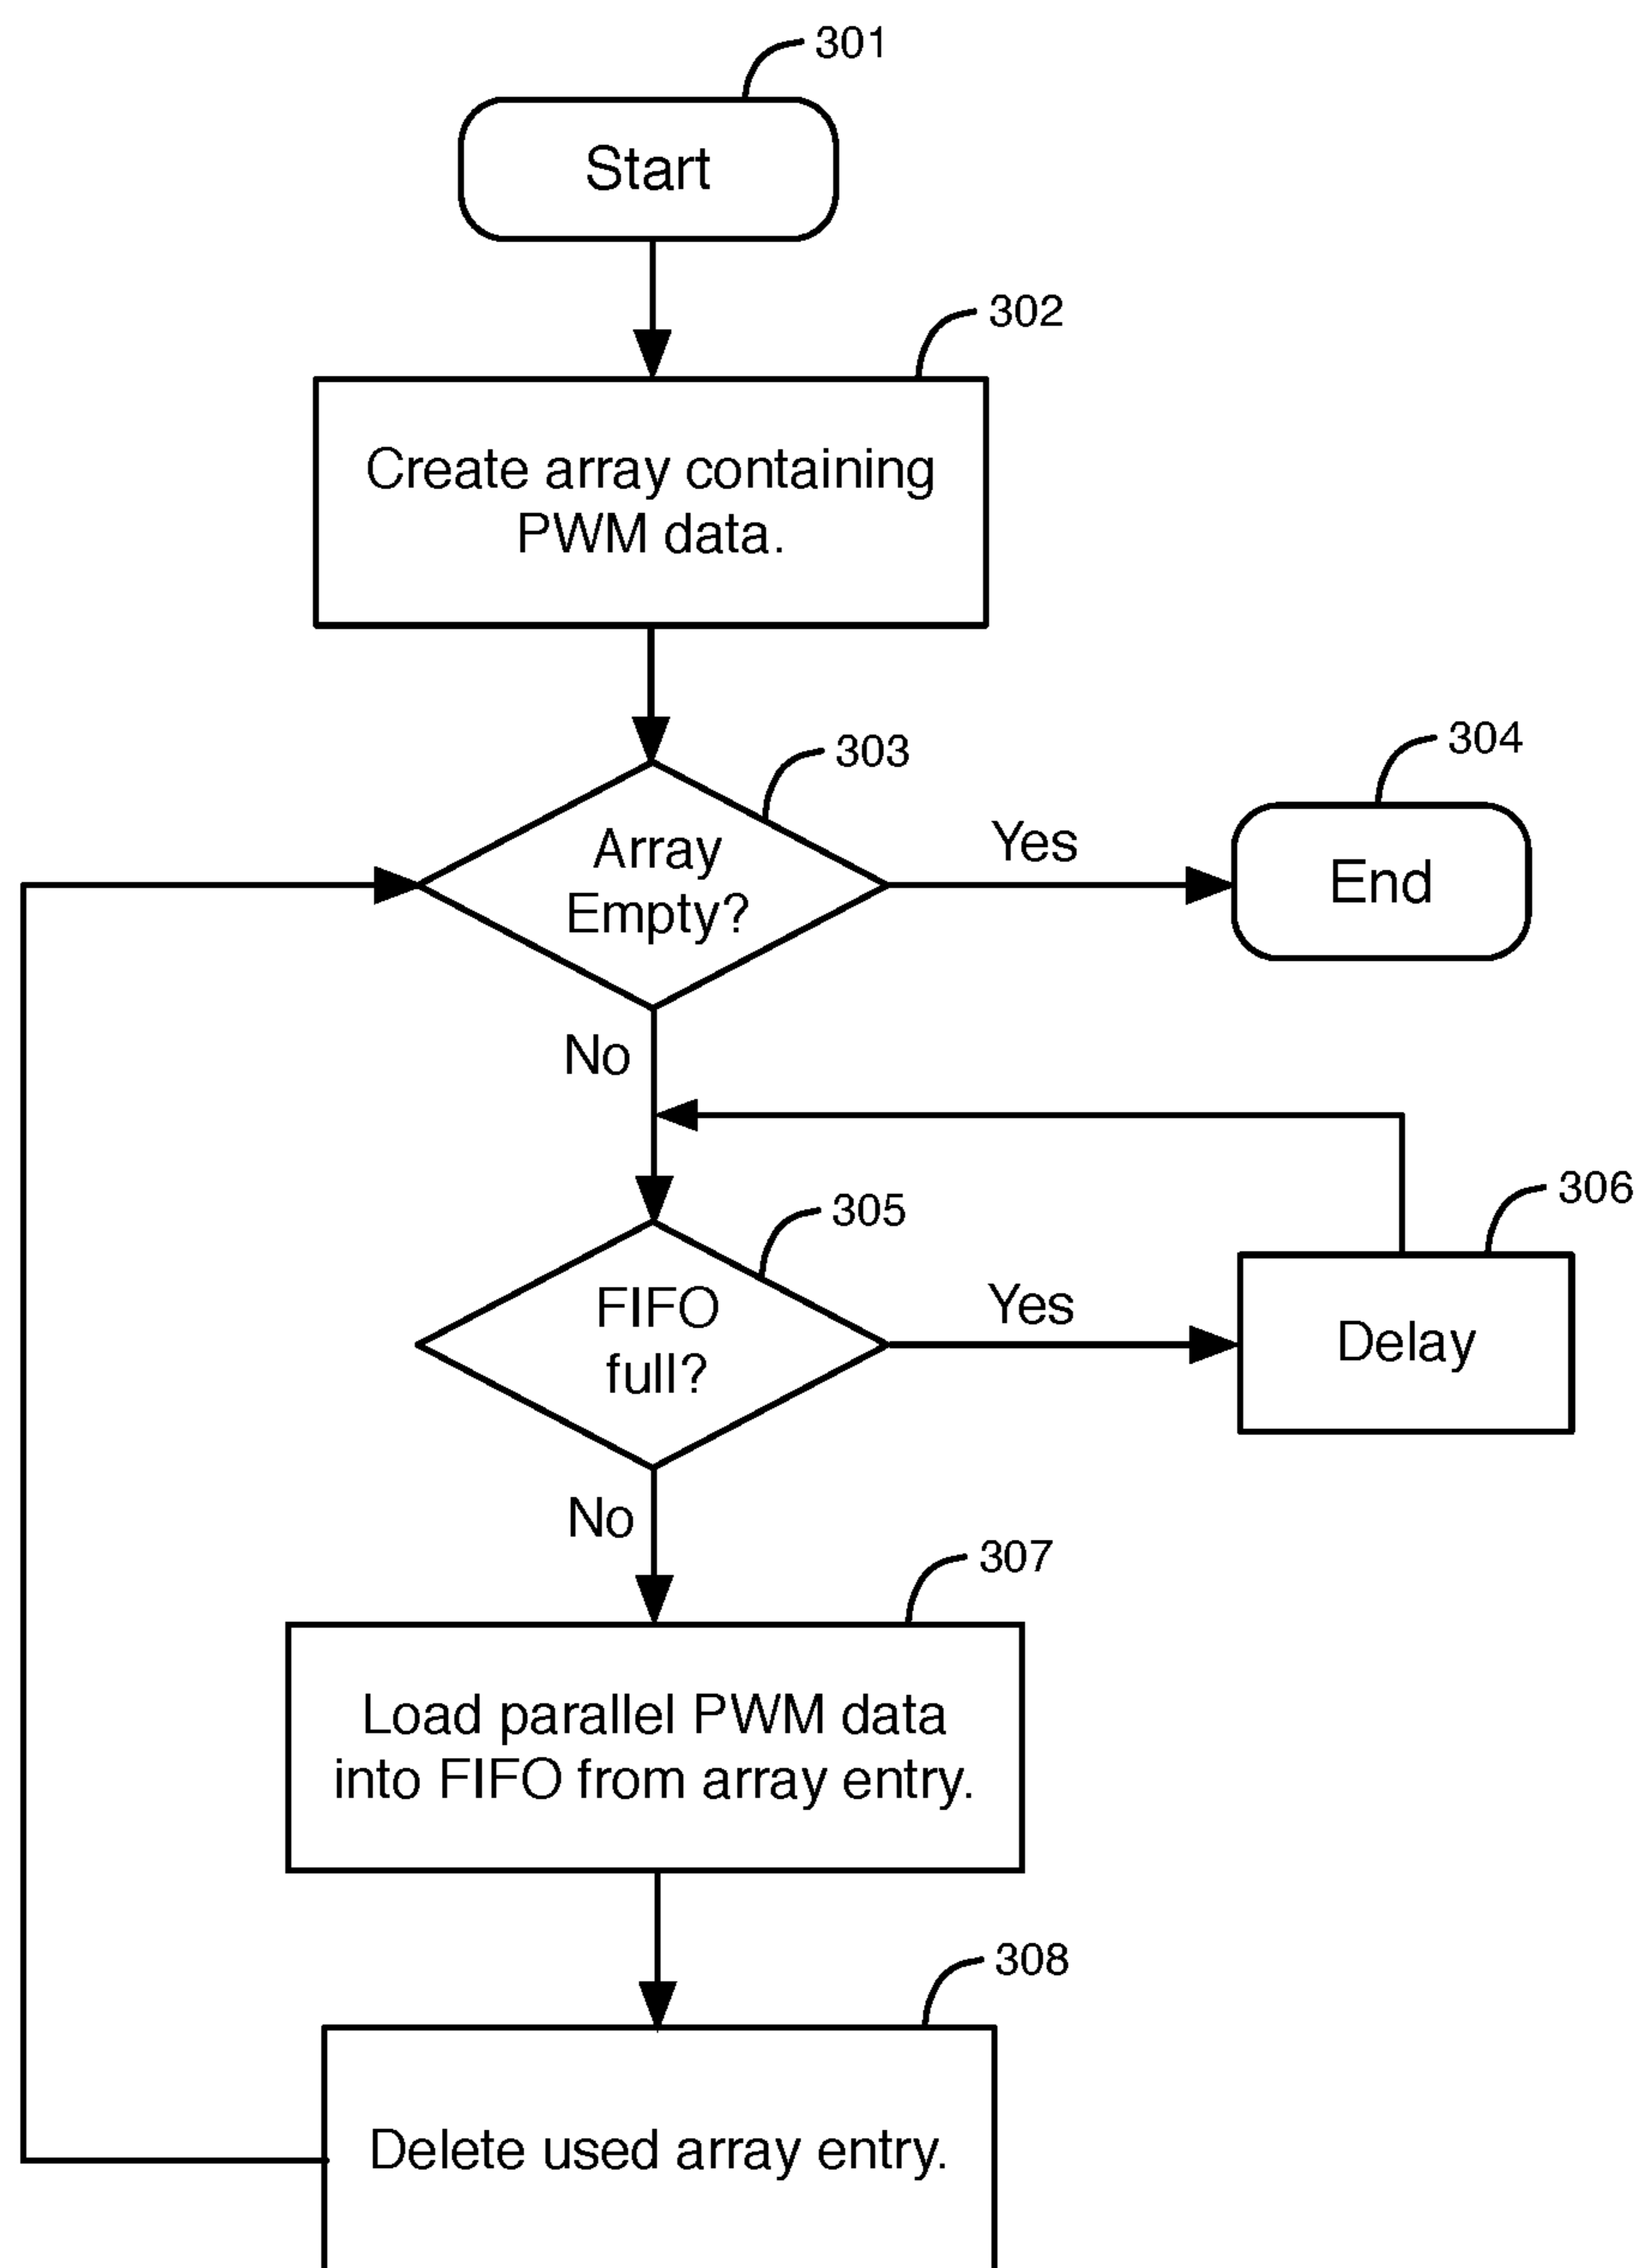 301
Start
302
Create array containing
PWM data.
303
304
Array
Empty?
Yes
End
No
305
306
FIFO
full?
Yes
Delay
No
307
Load parallel PWM data
into FIFO from array entry.
308
Delete used array entry.